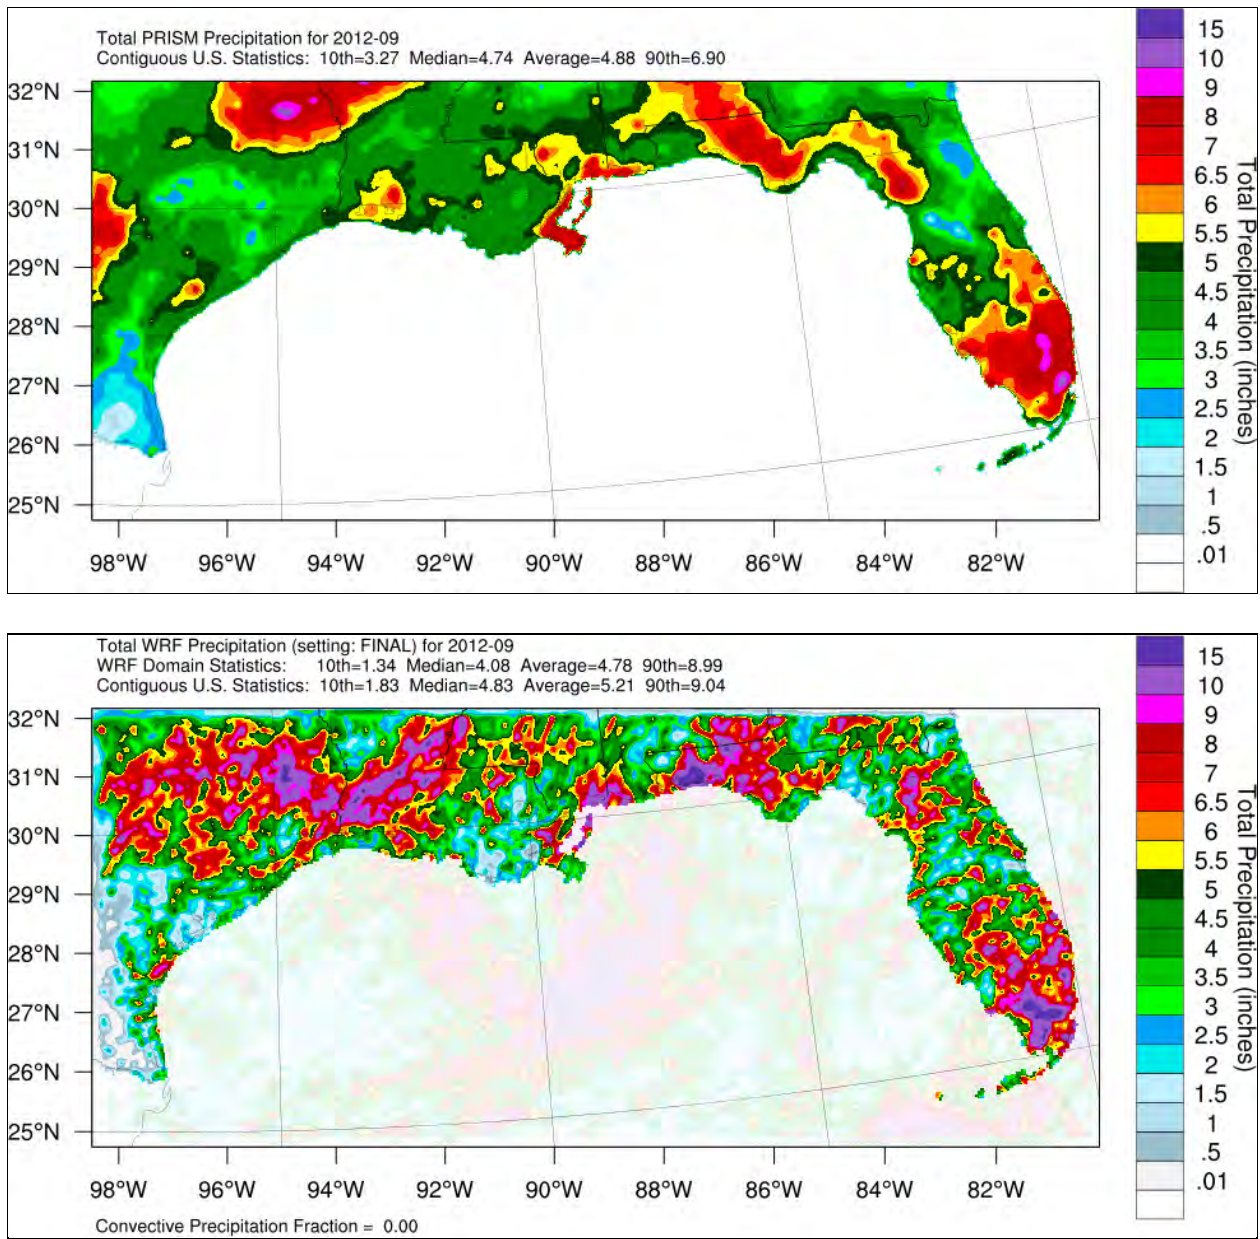 Total PRISM Precipitation for 2012-09
Contiguous U.S. Statistics: 10th=3.27 Median=4.74 Average=4.88 90th=6.90
32°N
31°N
30°N
29°N
28°N
27°N
26°N
25°N
98°W 96°W 94°W 92°W 90°W 88°W 86°W 84°W 82°W
15
10
9
8
7
6.5
6
5.5
5
4.5
4
3.5
3
2.5
2
1.5
1
.5
.01
Total Precipitation (inches)
Total WRF Precipitation (setting: FINAL) for 2012-09
WRF Domain Statistics: 10th=1.34 Median=4.08 Average=4.78 90th=8.99
Contiguous U.S. Statistics: 10th=1.83 Median=4.83 Average=5.21 90th=9.04
32°N
31°N
30°N
29°N
28°N
27°N
26°N
25°N
98°W 96°W 94°W 92°W 90°W 88°W 86°W 84°W 82°W
15
10
9
8
7
6.5
6
5.5
5
4.5
4
3.5
3
2.5
2
1.5
1
.5
.01
Total Precipitation (inches)
Convective Precipitation Fraction = 0.00